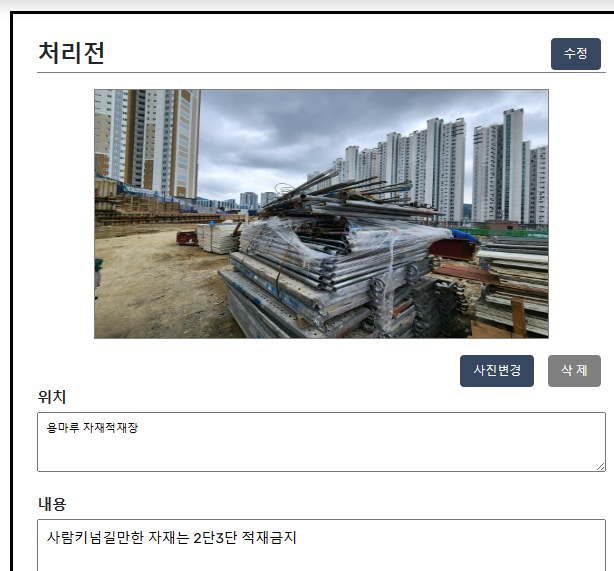 처리전
수정
사진변경
삭 제
위치
용마루 자재적재장
내용
사람키넘길만한 자재는 2단3단 적재금지